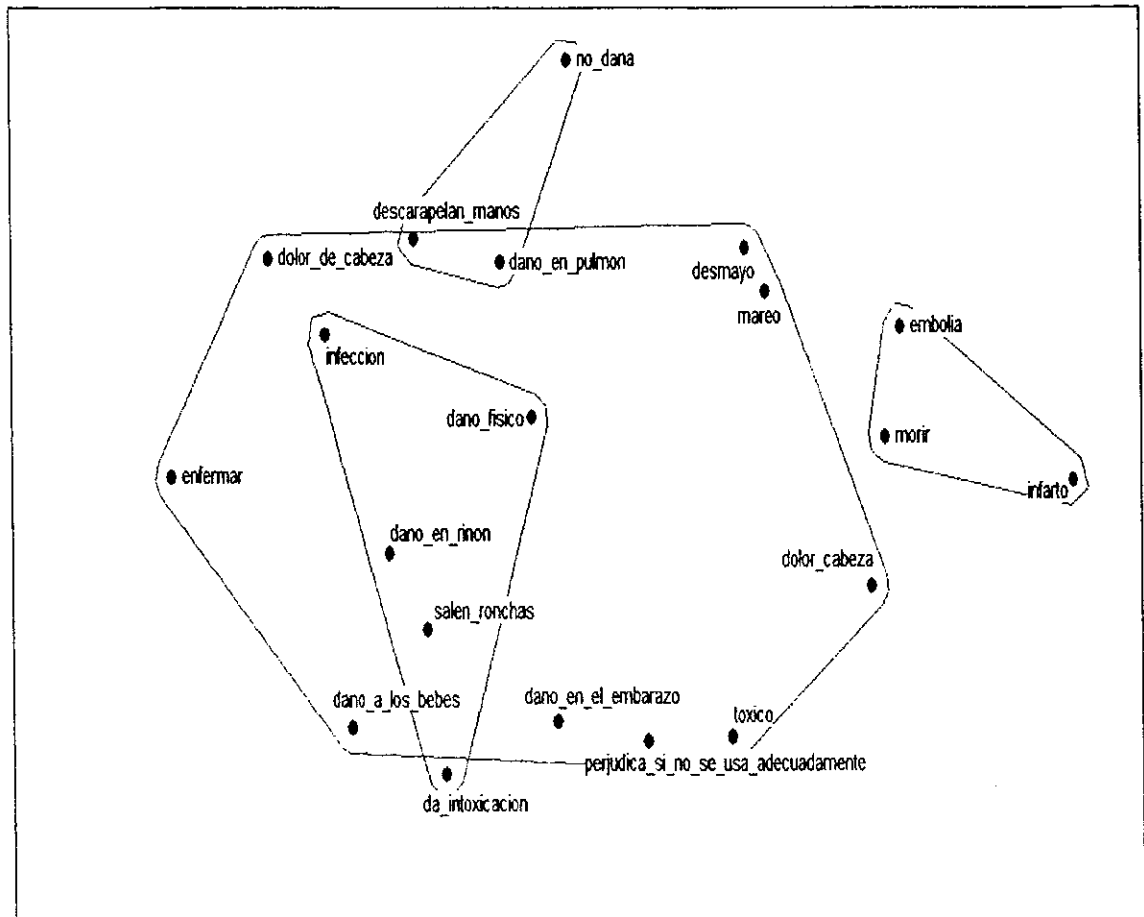 no_dana
descarapelan_manos
dolor_de_cabeza
dano_en_pulmon
desmayo
mareo
embolia
infeccion
dano_fisico
morir
enfermar
infarto
dano_en_rinon
dolor_cabeza
salen_ronchas
dano_a_los_bebes
dano_en_el_embarazo
toxico
perjudica_si_no_se_usa_adecuadamente
da_intoxicacion